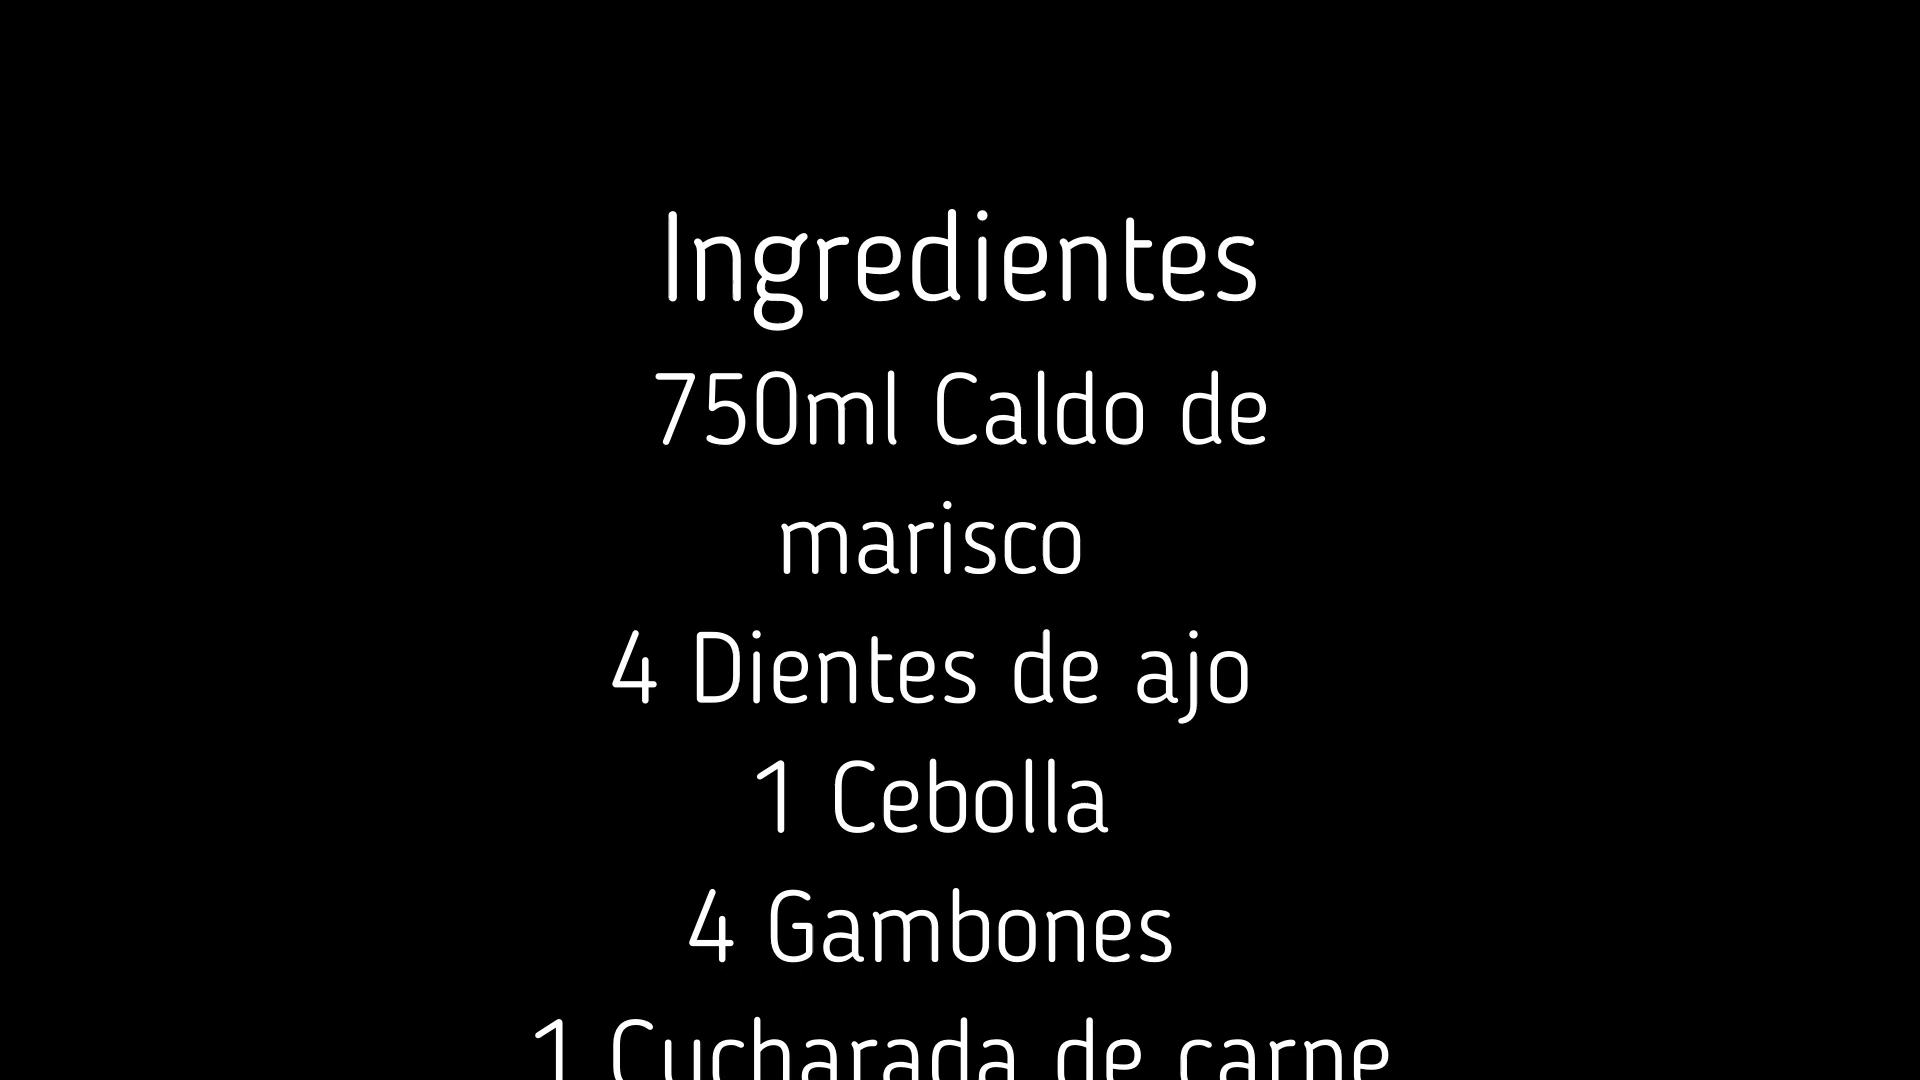 Ingredientes
750ml Caldo de
marisco
4 Dientes de ajo
1 Cebolla
4 Gambones
1 Cucharada de carne